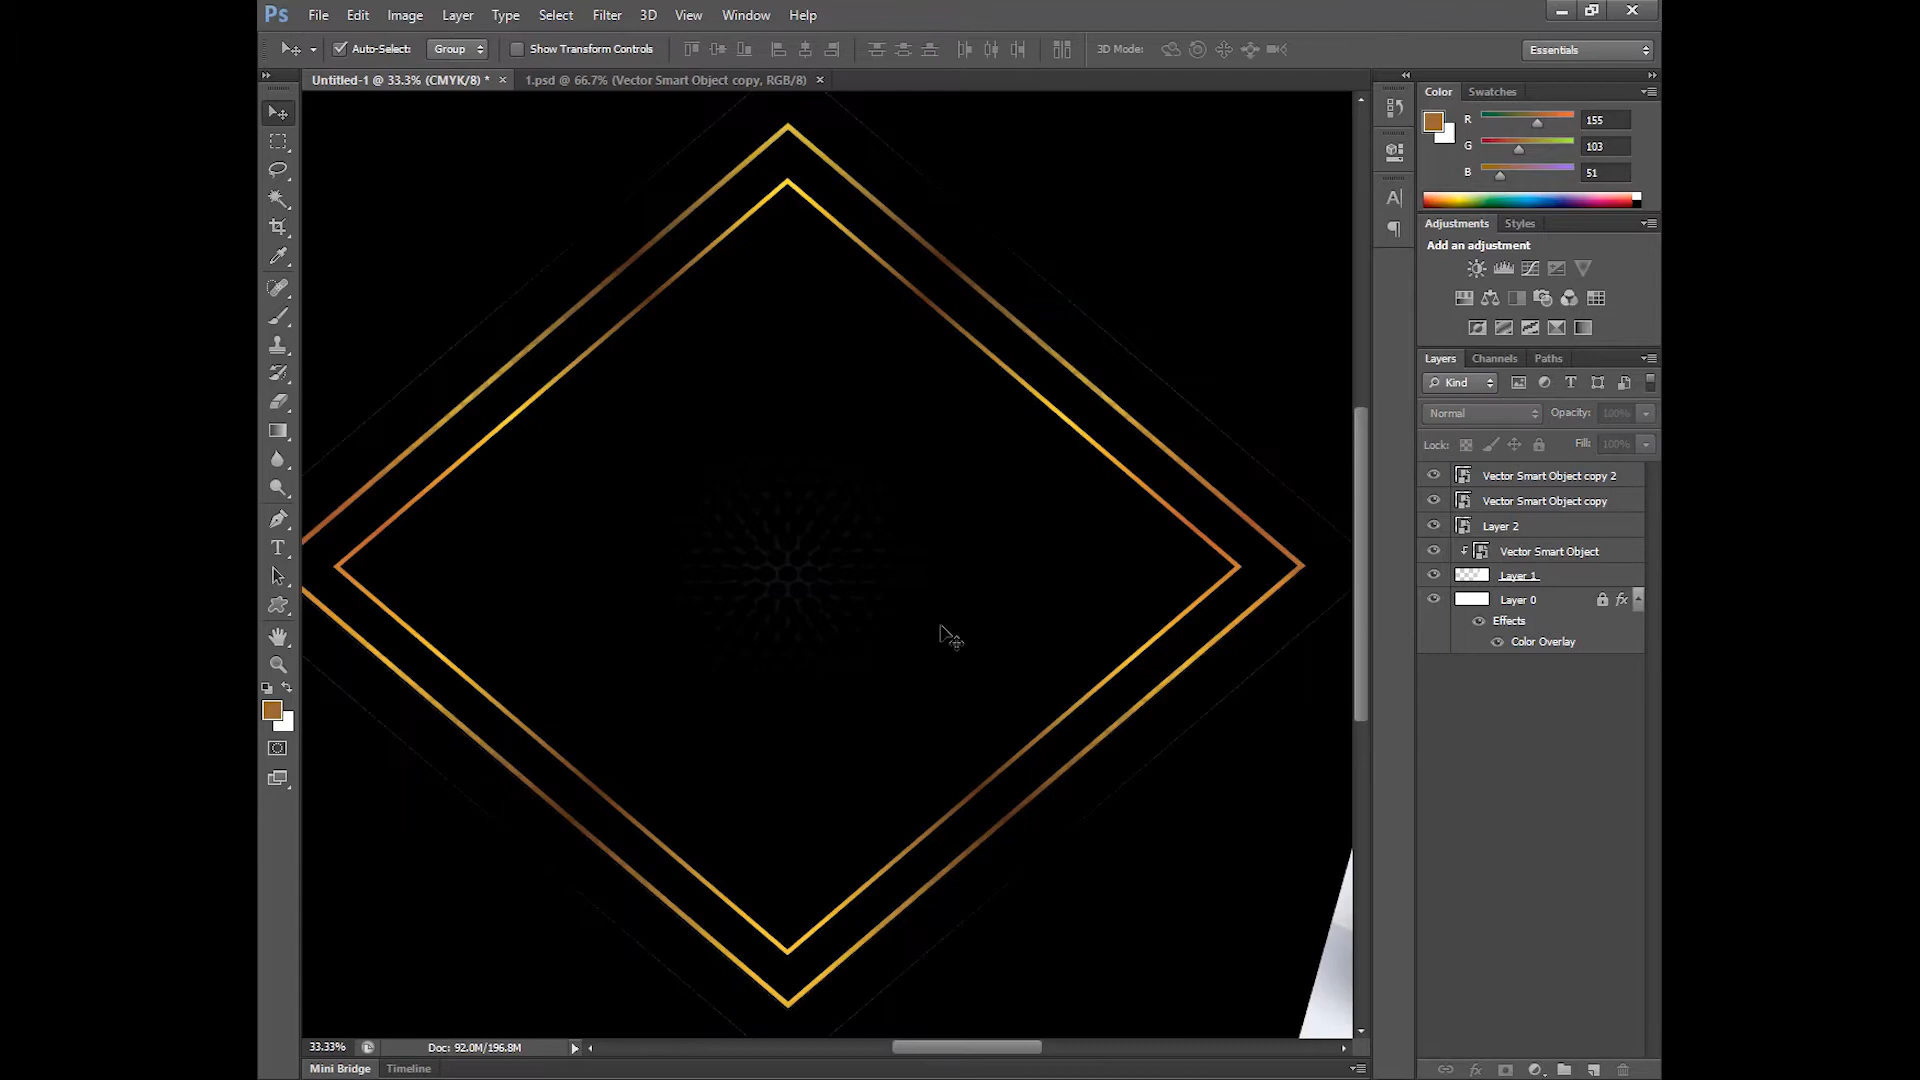 Ps File Edit Image Layer Type Select Filter 3D View Window Help
Auto-Select: Group Show Transform Controls 3D Mode: Essentials
Untitled-1 @ 33.3% (CMYK/8) * × 1.psd @ 66.7% (Vector Smart Object copy, RGB/8) ×
Color Swatches
R 155
G 103
B 51
Adjustments Styles
Add an adjustment
Layers Channels Paths
Kind
Normal Opacity: 100%
Lock: Fill: 100%
Vector Smart Object copy 2
Vector Smart Object copy
Layer 2
Vector Smart Object
Layer 1
Layer 0 fx
Effects
Color Overlay
33.33% Doc: 92.0M/196.8M
Mini Bridge Timeline